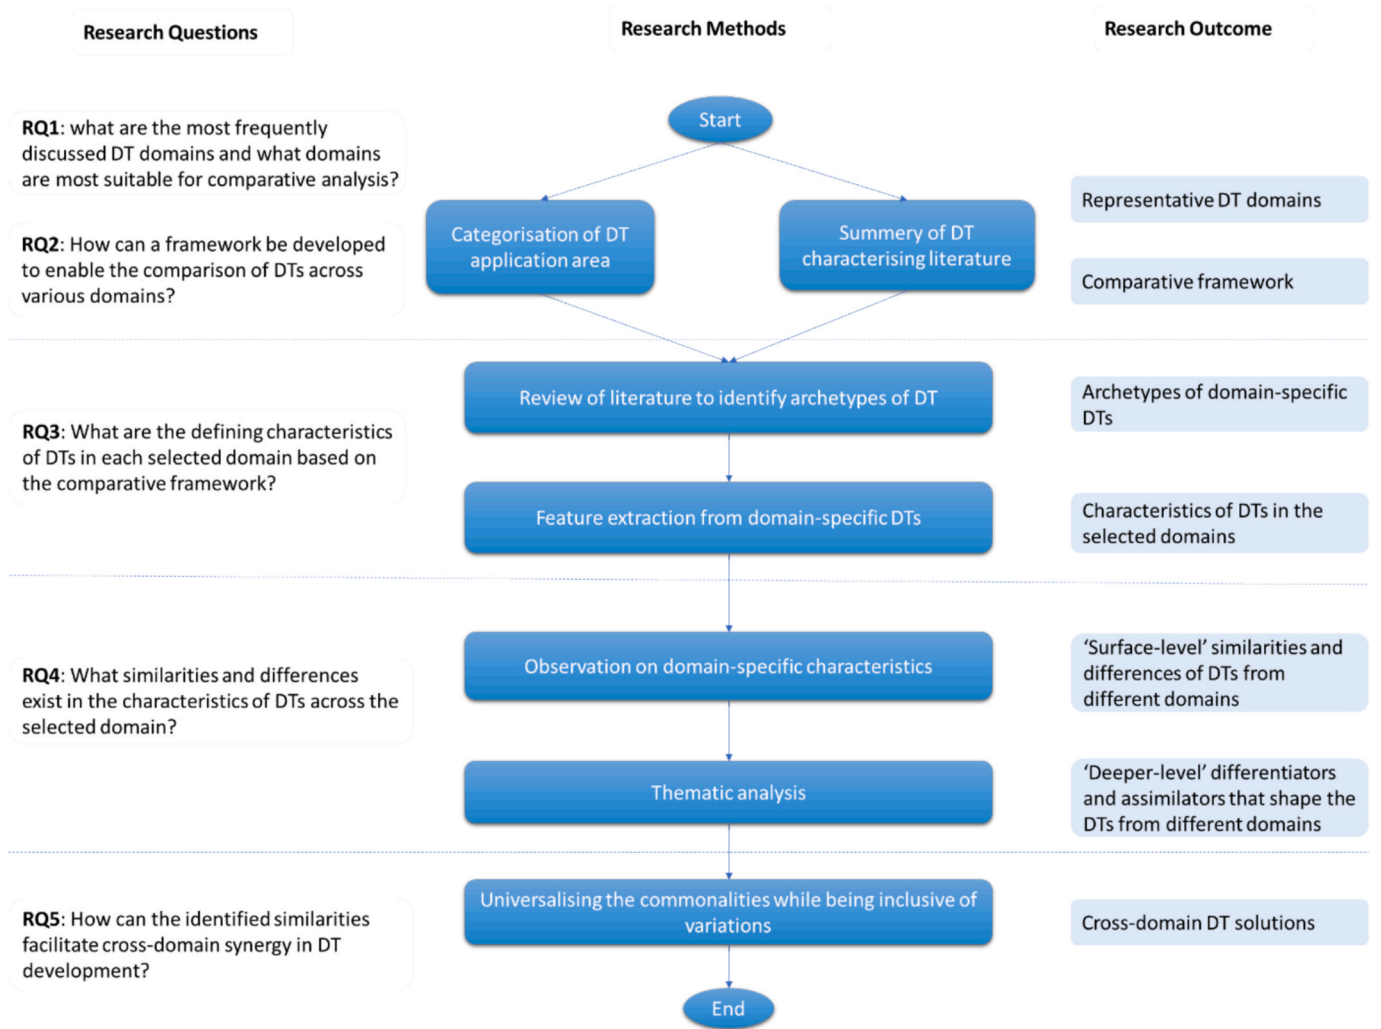 Research Questions
Research Methods
Research Outcome
Start
RQ1: what are the most frequently
discussed DT domains and what domains
are most suitable for comparative analysis?
RQ2: How can a framework be developed
to enable the comparison of DTs across
various domains?
Categorisation of DT
application area
Summery of DT
characterising literature
Representative DT domains
Comparative framework
RQ3: What are the defining characteristics
of DTs in each selected domain based on
the comparative framework?
Review of literature to identify archetypes of DT
Feature extraction from domain-specific DTs
Archetypes of domain-specific
DTs
Characteristics of DTs in the
selected domains
RQ4: What similarities and differences
exist in the characteristics of DTs across the
selected domain?
Observation on domain-specific characteristics
Thematic analysis
‘Surface-level’ similarities and
differences of DTs from
different domains
‘Deeper-level’ differentiators
and assimilators that shape the
DTs from different domains
RQ5: How can the identified similarities
facilitate cross-domain synergy in DT
development?
Universalising the commonalities while being inclusive of
variations
Cross-domain DT solutions
End